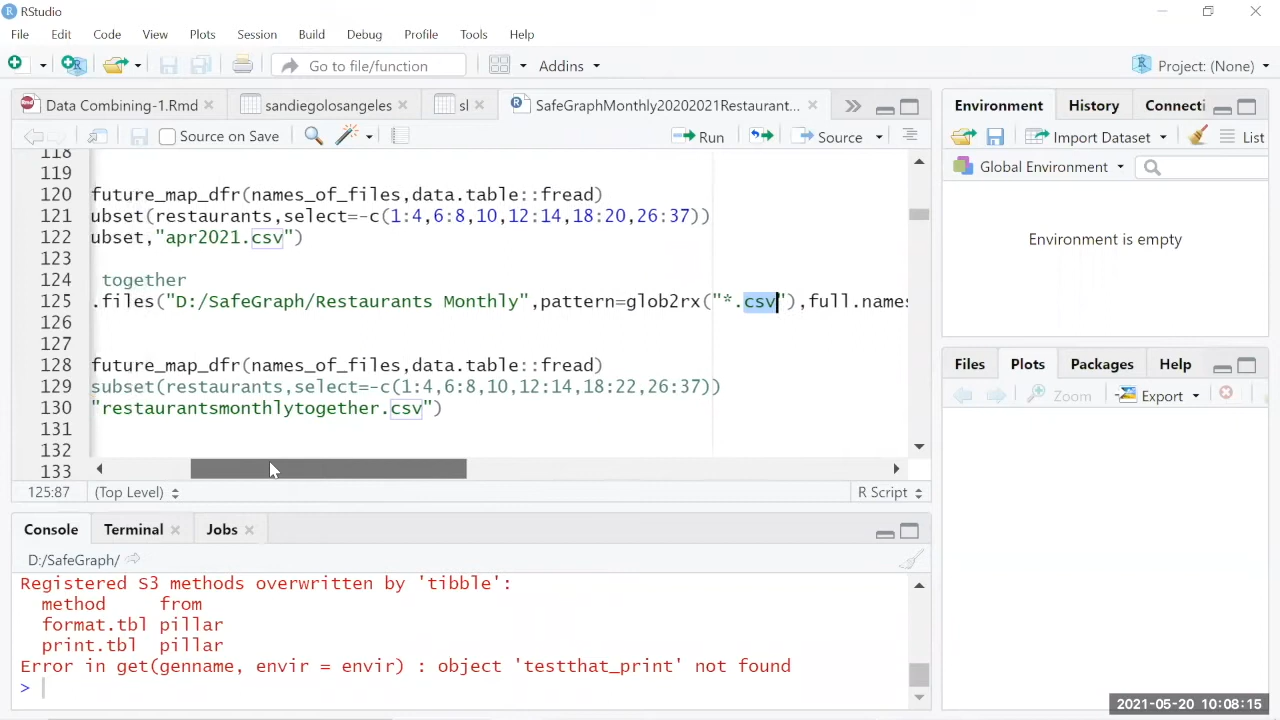 RStudio
File Edit Code View Plots Session Build Debug Profile Tools Help
Go to file/function Addins Project: (None)
Data Combining-1.Rmd sandiegolosangeles sl SafeGraphMonthly20202021Restaurant...
Source on Save Run Source
118
119
120 future_map_dfr(names_of_files,data.table::fread)
121 ubset(restaurants,select=-c(1:4,6:8,10,12:14,18:20,26:37))
122 ubset,"apr2021.csv")
123
124 together
125 .files("D:/SafeGraph/Restaurants Monthly",pattern=glob2rx("*.csv"),full.names
126
127
128 future_map_dfr(names_of_files,data.table::fread)
129 subset(restaurants,select=-c(1:4,6:8,10,12:14,18:22,26:37))
130 "restaurantsmonthlytogether.csv")
131
132
133
125:87 (Top Level) R Script
Console Terminal Jobs
D:/SafeGraph/
Registered S3 methods overwritten by 'tibble':
method from
format.tbl pillar
print.tbl pillar
Error in get(genname, envir = envir) : object 'testthat_print' not found
>
Environment History Connecti
Import Dataset List
Global Environment
Environment is empty
Files Plots Packages Help
Zoom Export
2021-05-20 10:08:15